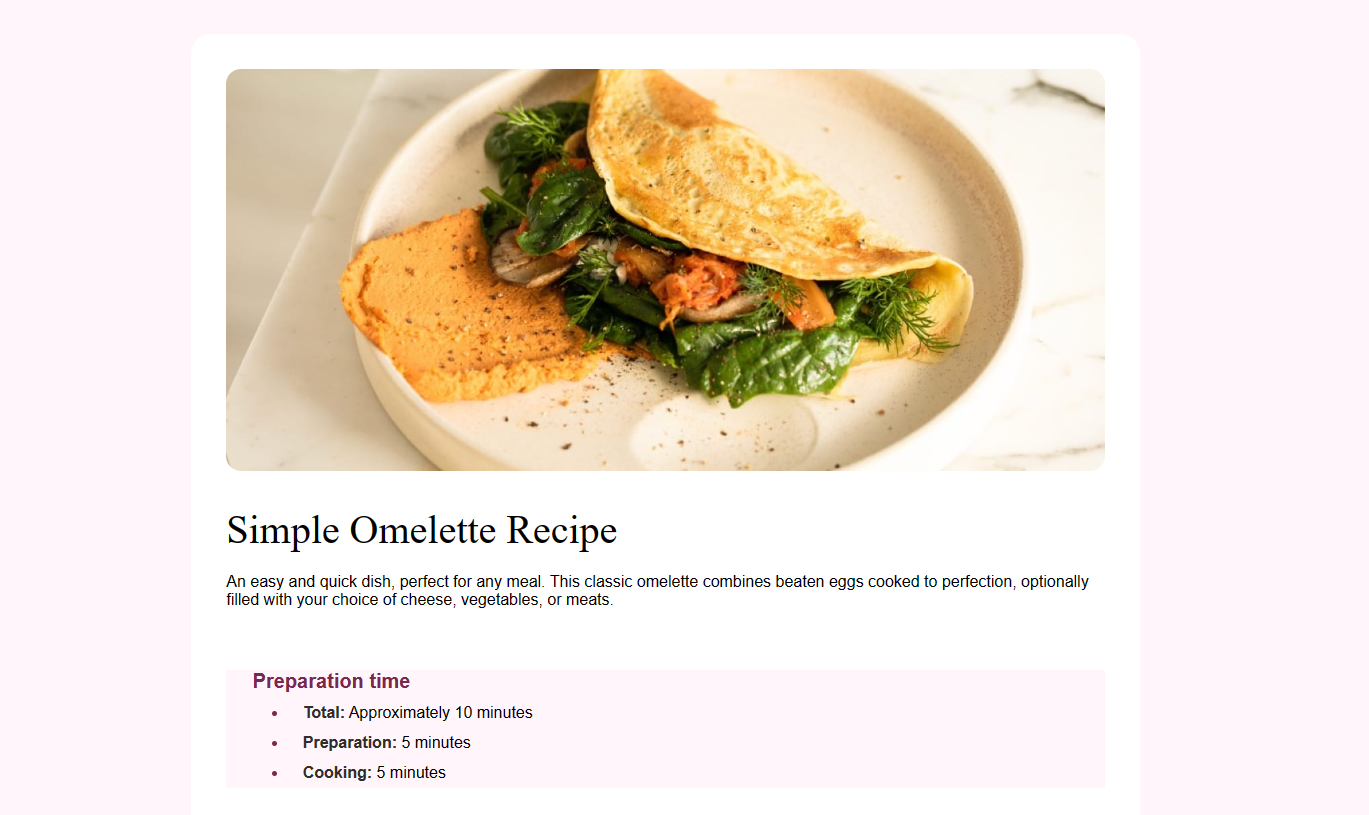 Simple Omelette Recipe
An easy and quick dish, perfect for any meal. This classic omelette combines beaten eggs cooked to perfection, optionally
filled with your choice of cheese, vegetables, or meats.
Preparation time
• Total: Approximately 10 minutes
• Preparation: 5 minutes
• Cooking: 5 minutes